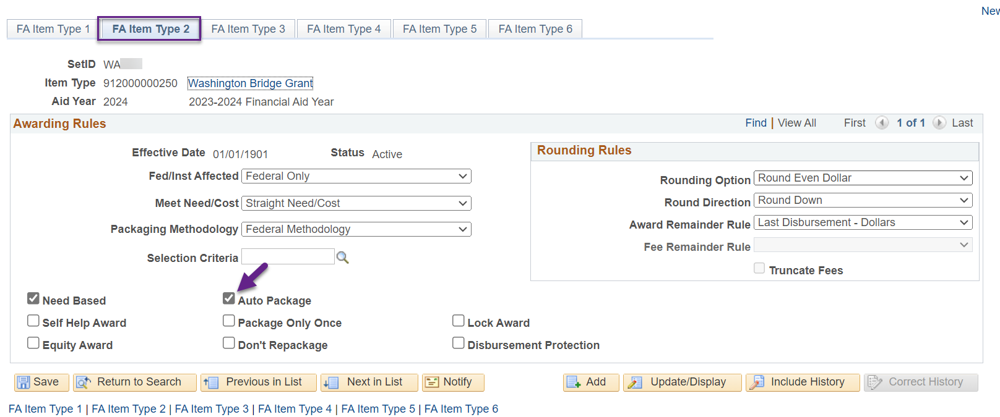 New
FA Item Type 1 FA Item Type 2 FA Item Type 3 FA Item Type 4 FA Item Type 5 FA Item Type 6
SetID WA
Item Type 912000000250 Washington Bridge Grant
Aid Year 2024 2023-2024 Financial Aid Year
Awarding Rules Find | View All First 1 of 1 Last
Effective Date 01/01/1901 Status Active
Fed/Inst Affected Federal Only
Meet Need/Cost Straight Need/Cost
Packaging Methodology Federal Methodology
Selection Criteria
Rounding Rules
Rounding Option Round Even Dollar
Round Direction Round Down
Award Remainder Rule Last Disbursement - Dollars
Fee Remainder Rule
Truncate Fees
Need Based Auto Package
Self Help Award Package Only Once Lock Award
Equity Award Don't Repackage Disbursement Protection
Save Return to Search Previous in List Next in List Notify Add Update/Display Include History Correct History
FA Item Type 1 | FA Item Type 2 | FA Item Type 3 | FA Item Type 4 | FA Item Type 5 | FA Item Type 6